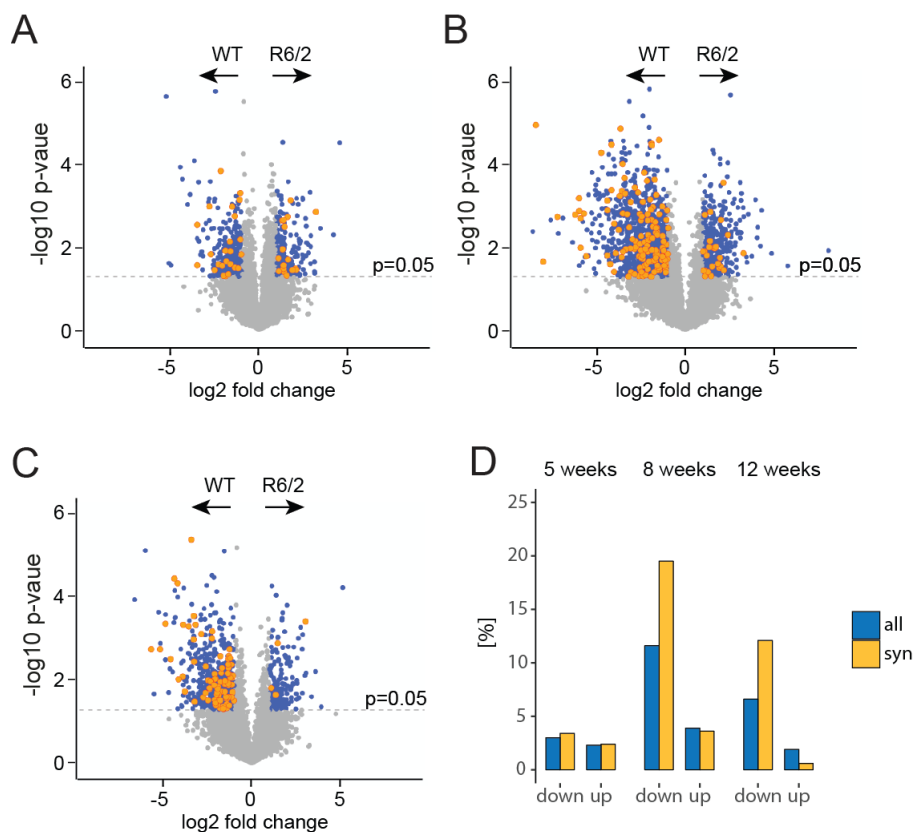 A
WT R6/2
6
4
2
0
-log10 p-vaue
p=0.05
-5 0 5
log2 fold change
B
WT R6/2
6
4
2
0
-log10 p-vaue
p=0.05
-5 0 5
log2 fold change
C
WT R6/2
6
4
2
0
-log10 p-vaue
p=0.05
-5 0 5
log2 fold change
D
5 weeks 8 weeks 12 weeks
25
20
15
10
5
0
[%]
down up down up down up
all
syn